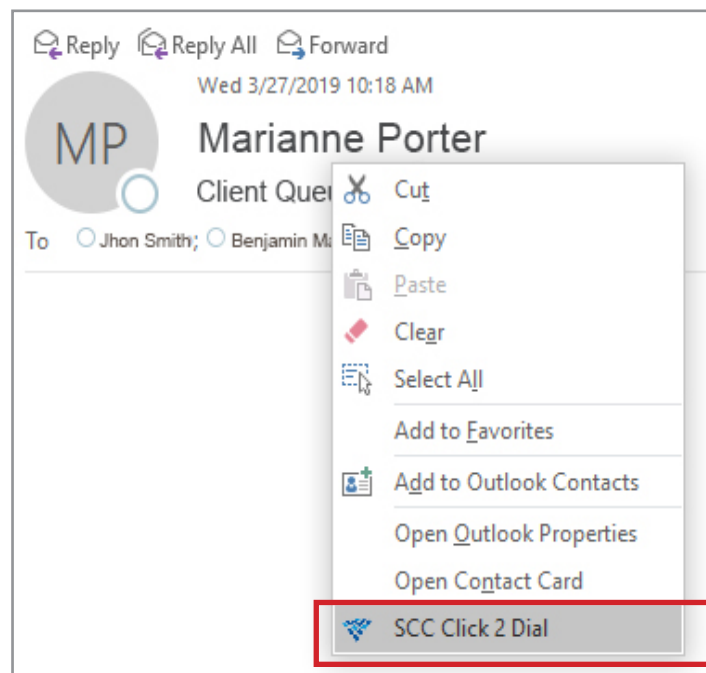 Reply Reply All Forward
Wed 3/27/2019 10:18 AM
MP
Marianne Porter
Client
To Jhon Smith; Benjamin
Cut
Copy
Paste
Clear
Select All
Add to Favorites
Add to Outlook Contacts
Open Outlook Properties
Open Contact Card
SCC Click 2 Dial